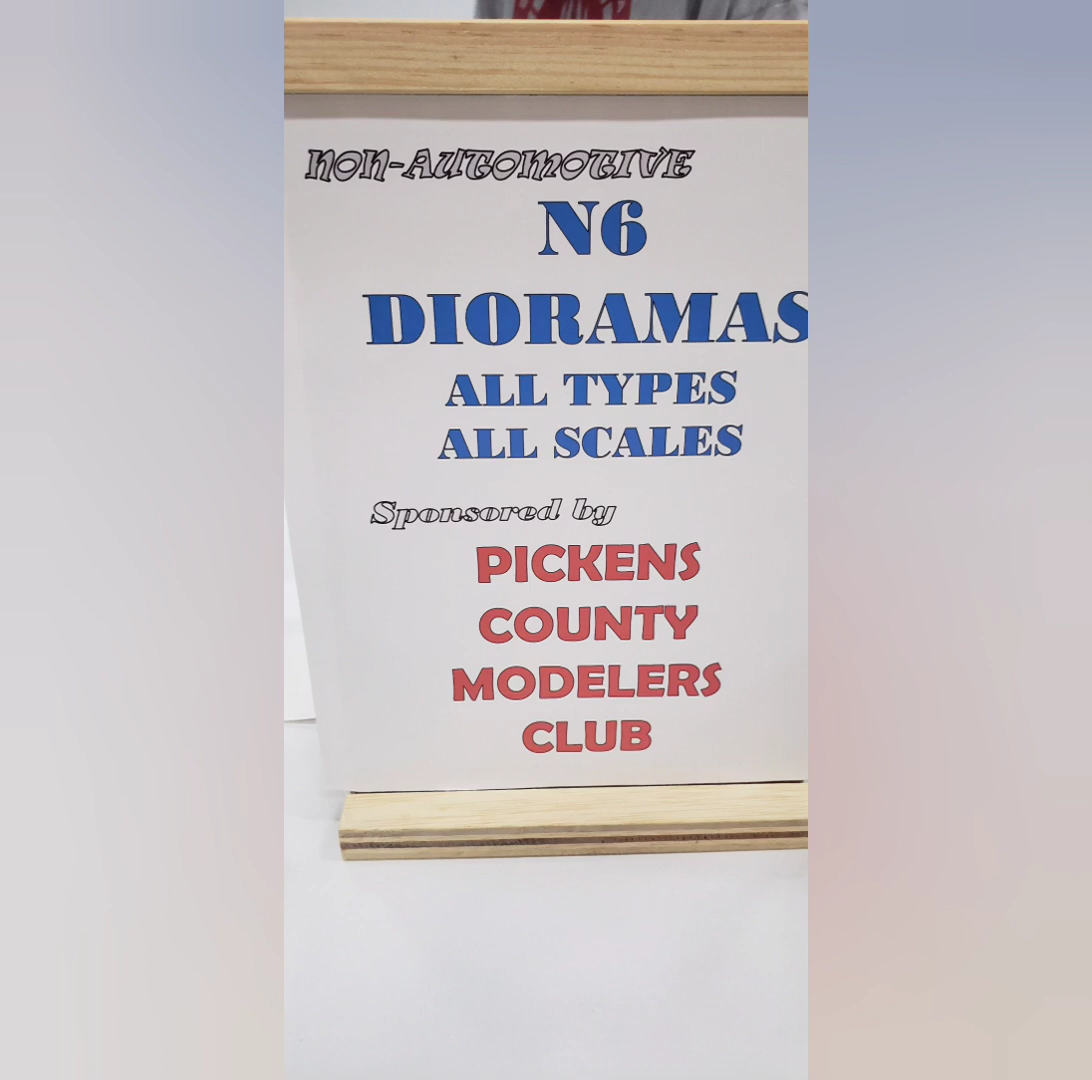 NON-AUTOMOTIVE
N6
DIORAMAS
ALL TYPES
ALL SCALES
Sponsored by
PICKENS
COUNTY
MODELERS
CLUB